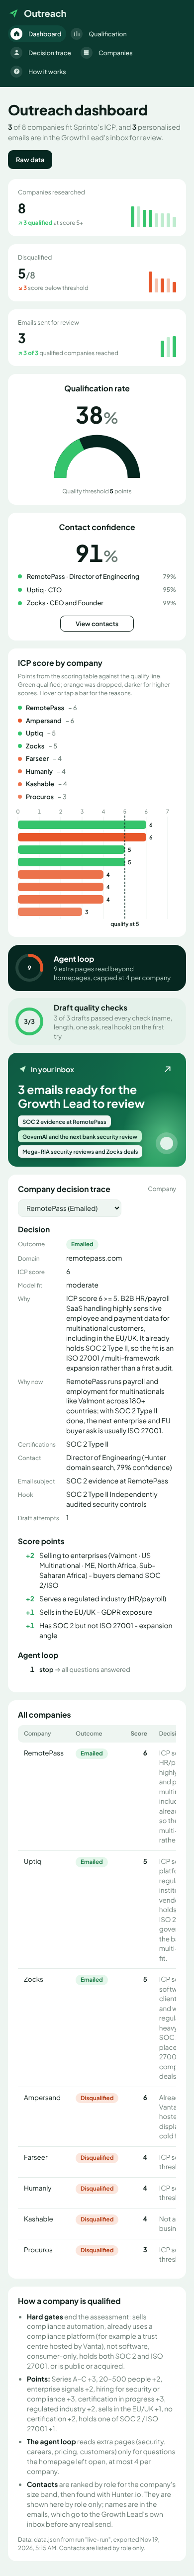 Outreach
Dashboard
Qualification
Decision trace
Companies
How it works
Outreach dashboard
3 of 8 companies fit Sprinto's ICP, and 3 personalised
emails are in the Growth Lead's inbox for review.
Raw data
Companies researched
8
↗ 3 qualified at score 5+
Disqualified
5/8
↘ 3 score below threshold
Emails sent for review
3
↗ 3 of 3 qualified companies reached
Qualification rate
38%
Qualify threshold 5 points
Contact confidence
91%
RemotePass · Director of Engineering 79%
Uptiq · CTO 95%
Zocks · CEO and Founder 99%
View contacts
ICP score by company
Points from the scoring table against the qualify line.
Green qualified, orange was dropped, darker for higher
scores. Hover or tap a bar for the reasons.
RemotePass – 6
Ampersand – 6
Uptiq – 5
Zocks – 5
Farseer – 4
Humanly – 4
Kashable – 4
Procuros – 3
0 1 2 3 4 5 6 7
6
6
5
5
4
4
4
3
qualify at 5
9
Agent loop
9 extra pages read beyond
homepages, capped at 4 per company
3/3
Draft quality checks
3 of 3 drafts passed every check (name,
length, one ask, real hook) on the first
try
In your inbox
3 emails ready for the
Growth Lead to review
SOC 2 evidence at RemotePass
GovernAI and the next bank security review
Mega-RIA security reviews and Zocks deals
Company decision trace
Company
RemotePass (Emailed)
Decision
Outcome Emailed
Domain remotepass.com
ICP score 6
Model fit moderate
Why ICP score 6 >= 5. B2B HR/payroll
SaaS handling highly sensitive
employee and payment data for
multinational customers,
including in the EU/UK. It already
holds SOC 2 Type II, so the fit is an
ISO 27001 / multi-framework
expansion rather than a first audit.
Why now RemotePass runs payroll and
employment for multinationals
like Valmont across 180+
countries; with SOC 2 Type II
done, the next enterprise and EU
buyer ask is usually ISO 27001.
Certifications SOC 2 Type II
Contact Director of Engineering (Hunter
domain search, 79% confidence)
Email subject SOC 2 evidence at RemotePass
Hook SOC 2 Type II Independently
audited security controls
Draft attempts 1
Score points
+2 Selling to enterprises (Valmont · US
Multinational · ME, North Africa, Sub-
Saharan Africa) - buyers demand SOC
2/ISO
+2 Serves a regulated industry (HR/payroll)
+1 Sells in the EU/UK - GDPR exposure
+1 Has SOC 2 but not ISO 27001 - expansion
angle
Agent loop
1 stop → all questions answered
All companies
Company Outcome Score
RemotePass Emailed 6
Uptiq Emailed 5
Zocks Emailed 5
Ampersand Disqualified 6
Farseer Disqualified 4
Humanly Disqualified 4
Kashable Disqualified 4
Procuros Disqualified 3
How a company is qualified
Hard gates end the assessment: sells
compliance automation, already uses a
compliance platform (for example a trust
centre hosted by Vanta), not software,
consumer-only, holds both SOC 2 and ISO
27001, or is public or acquired.
Points: Series A-C +3, 20-500 people +2,
enterprise signals +2, hiring for security or
compliance +3, certification in progress +3,
regulated industry +2, sells in the EU/UK +1, no
certification +2, holds one of SOC 2 / ISO
27001 +1.
The agent loop reads extra pages (security,
careers, pricing, customers) only for questions
the homepage left open, at most 4 per
company.
Contacts are ranked by role for the company's
size band, then found with Hunter.io. They are
shown here by role only; names are in the
emails, which go to the Growth Lead's own
inbox before any real send.
Data: data.json from run "live-run", exported Nov 19,
2026, 5:15 AM. Contacts are listed by role only.